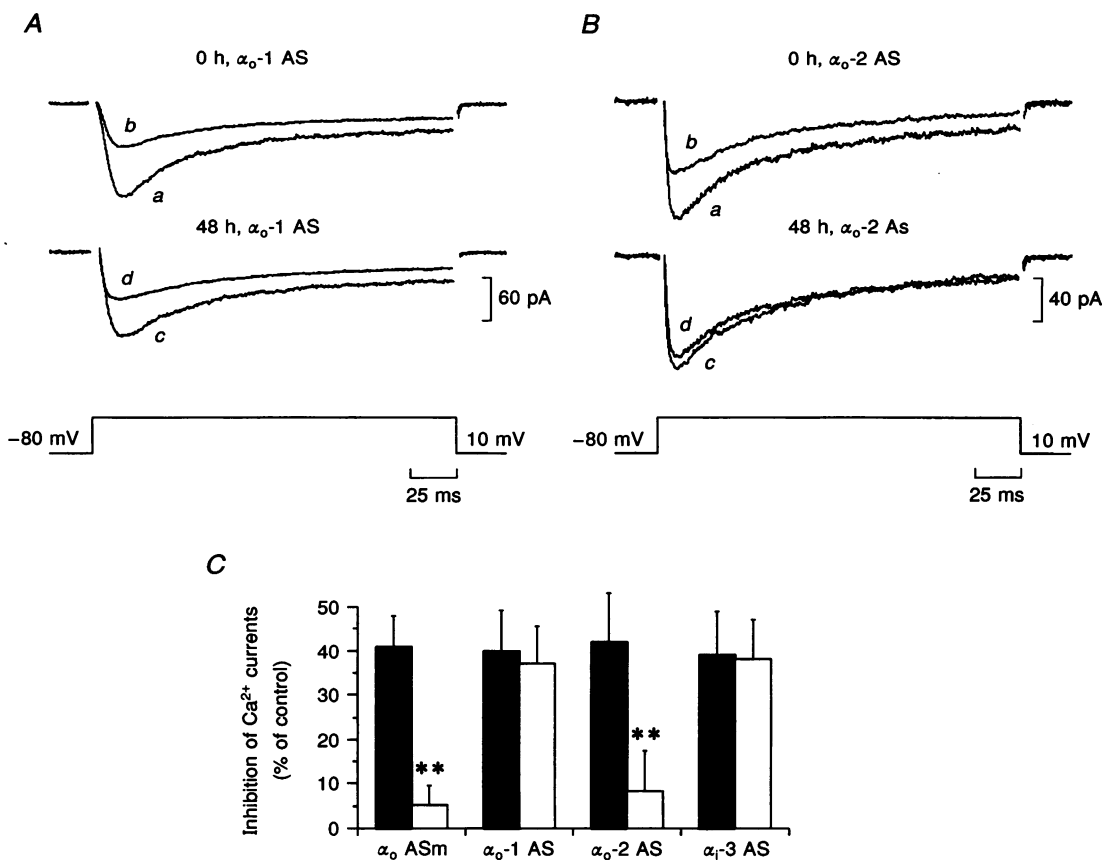 A
B
0 h, αₒ-1 AS
0 h, αₒ-2 AS
b
a
b
a
48 h, αₒ-1 AS
48 h, αₒ-2 As
d
c
60 pA
d
c
40 pA
−80 mV
10 mV
−80 mV
10 mV
25 ms
25 ms
C
Inhibition of Ca²⁺ currents
(% of control)
50
40
30
20
10
0
**
**
αₒ ASm
αₒ-1 AS
αₒ-2 AS
αᵢ-3 AS